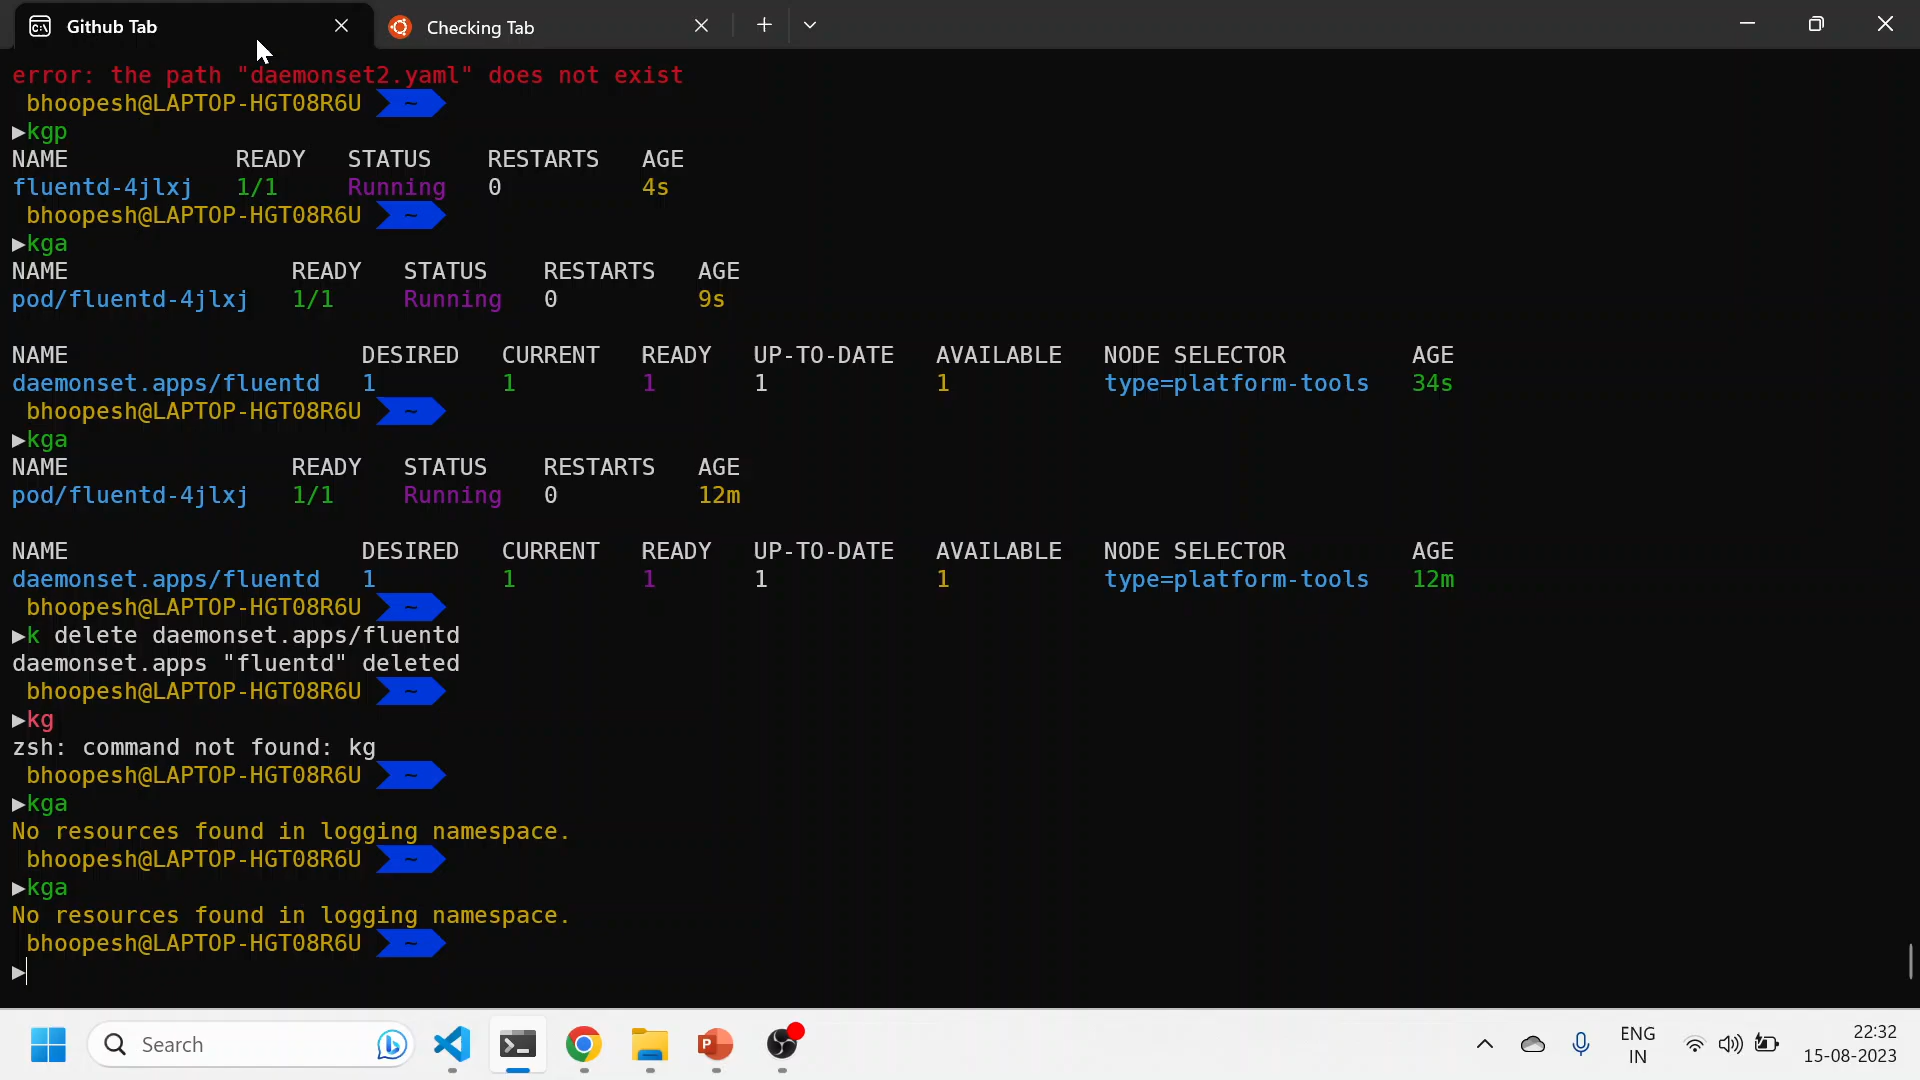 Github Tab
Checking Tab
error: the path "daemonset2.yaml" does not exist
bhoopesh@LAPTOP-HGT08R6U ~
▶kgp
NAME READY STATUS RESTARTS AGE
fluentd-4jlxj 1/1 Running 0 4s
bhoopesh@LAPTOP-HGT08R6U ~
▶kga
NAME READY STATUS RESTARTS AGE
pod/fluentd-4jlxj 1/1 Running 0 9s
NAME DESIRED CURRENT READY UP-TO-DATE AVAILABLE NODE SELECTOR AGE
daemonset.apps/fluentd 1 1 1 1 1 type=platform-tools 34s
bhoopesh@LAPTOP-HGT08R6U ~
▶kga
NAME READY STATUS RESTARTS AGE
pod/fluentd-4jlxj 1/1 Running 0 12m
NAME DESIRED CURRENT READY UP-TO-DATE AVAILABLE NODE SELECTOR AGE
daemonset.apps/fluentd 1 1 1 1 1 type=platform-tools 12m
bhoopesh@LAPTOP-HGT08R6U ~
▶k delete daemonset.apps/fluentd
daemonset.apps "fluentd" deleted
bhoopesh@LAPTOP-HGT08R6U ~
▶kg
zsh: command not found: kg
bhoopesh@LAPTOP-HGT08R6U ~
▶kga
No resources found in logging namespace.
bhoopesh@LAPTOP-HGT08R6U ~
▶kga
No resources found in logging namespace.
bhoopesh@LAPTOP-HGT08R6U ~
▶
Search
P
ENG
IN
22:32
15-08-2023